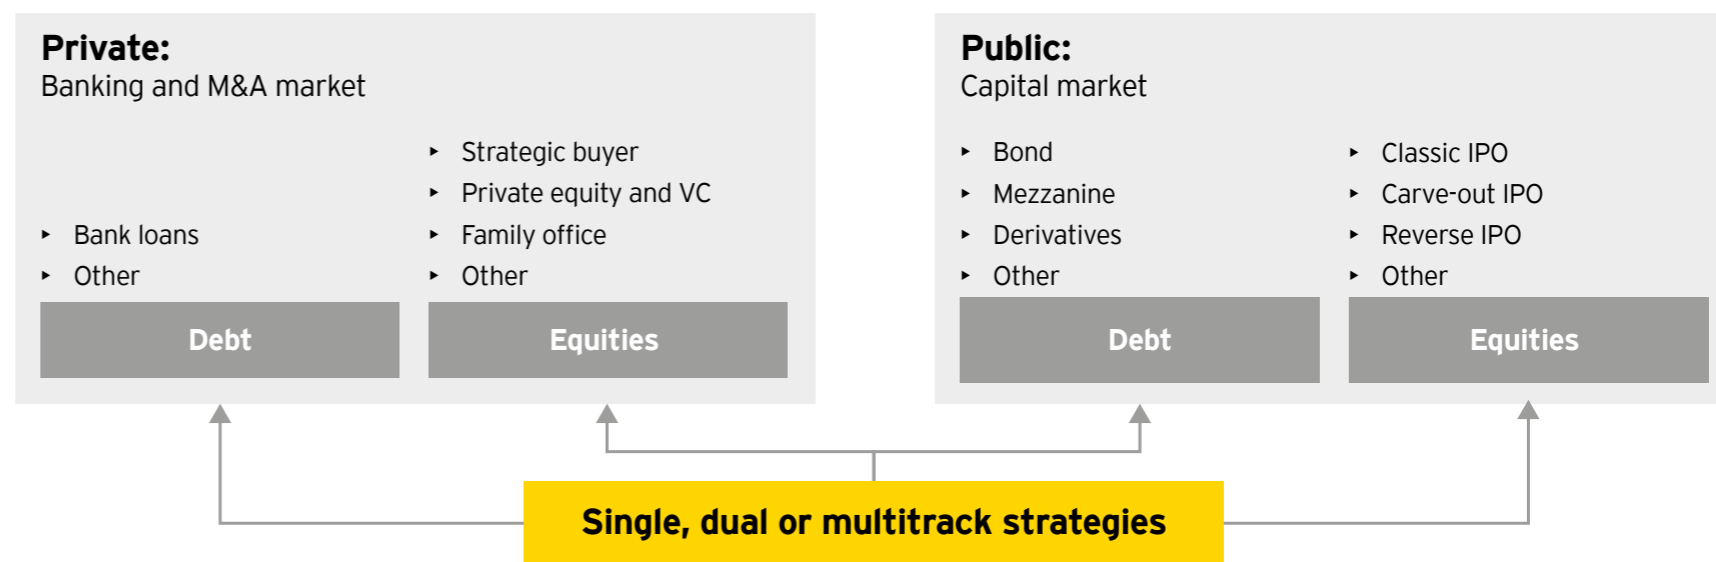 Private:
Banking and M&A market
‣ Bank loans
‣ Other
Debt
‣ Strategic buyer
‣ Private equity and VC
‣ Family office
‣ Other
Equities
Public:
Capital market
‣ Bond
‣ Mezzanine
‣ Derivatives
‣ Other
Debt
‣ Classic IPO
‣ Carve-out IPO
‣ Reverse IPO
‣ Other
Equities
Single, dual or multitrack strategies